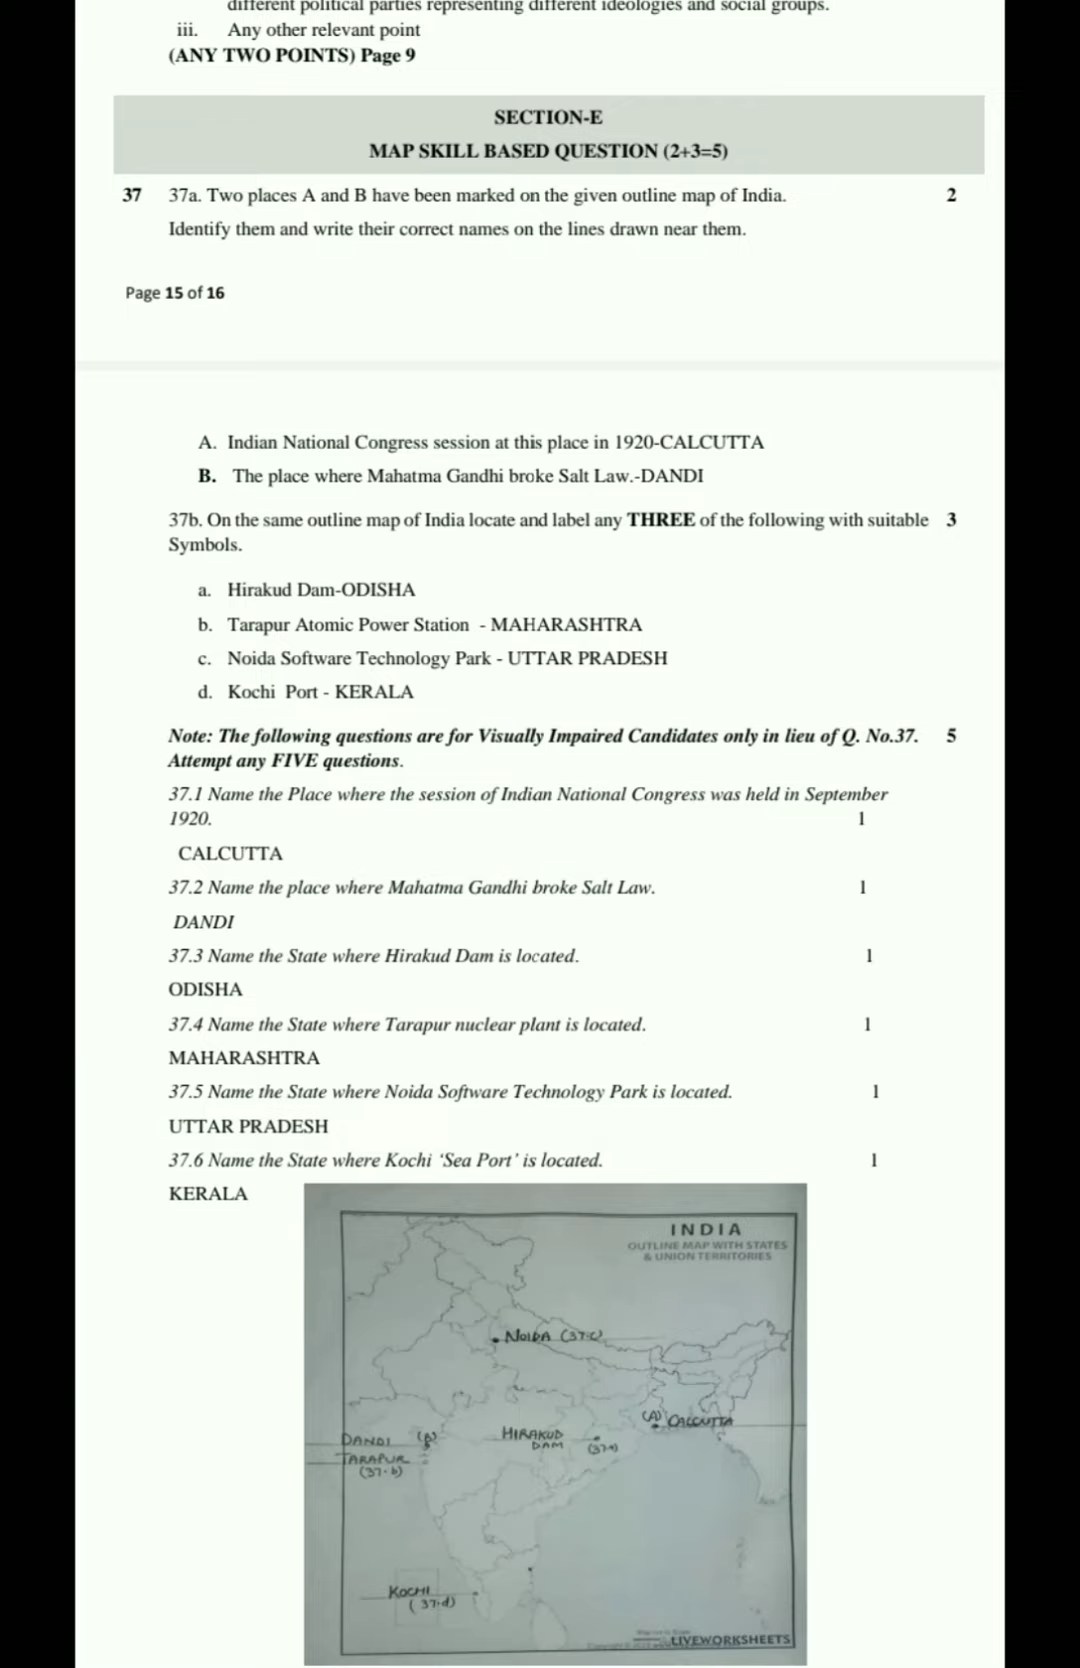 different political parties representing different ideologies and social groups.
iii. Any other relevant point
(ANY TWO POINTS) Page 9
SECTION-E
MAP SKILL BASED QUESTION (2+3=5)
37 37a. Two places A and B have been marked on the given outline map of India. 2
Identify them and write their correct names on the lines drawn near them.
Page 15 of 16
A. Indian National Congress session at this place in 1920-CALCUTTA
B. The place where Mahatma Gandhi broke Salt Law.-DANDI
37b. On the same outline map of India locate and label any THREE of the following with suitable 3
Symbols.
a. Hirakud Dam-ODISHA
b. Tarapur Atomic Power Station - MAHARASHTRA
c. Noida Software Technology Park - UTTAR PRADESH
d. Kochi Port - KERALA
Note: The following questions are for Visually Impaired Candidates only in lieu of Q. No.37. 5
Attempt any FIVE questions.
37.1 Name the Place where the session of Indian National Congress was held in September
1920. 1
CALCUTTA
37.2 Name the place where Mahatma Gandhi broke Salt Law. 1
DANDI
37.3 Name the State where Hirakud Dam is located. 1
ODISHA
37.4 Name the State where Tarapur nuclear plant is located. 1
MAHARASHTRA
37.5 Name the State where Noida Software Technology Park is located. 1
UTTAR PRADESH
37.6 Name the State where Kochi ‘Sea Port’ is located. 1
KERALA
INDIA
OUTLINE MAP WITH STATES
& UNION TERRITORIES
NOIDA (37.c)
(A) CALCUTTA
DANDI (B)
HIRAKUD
DAM (37.a)
TARAPUR
(37.b)
KOCHI
(37.d)
LIVEWORKSHEETS